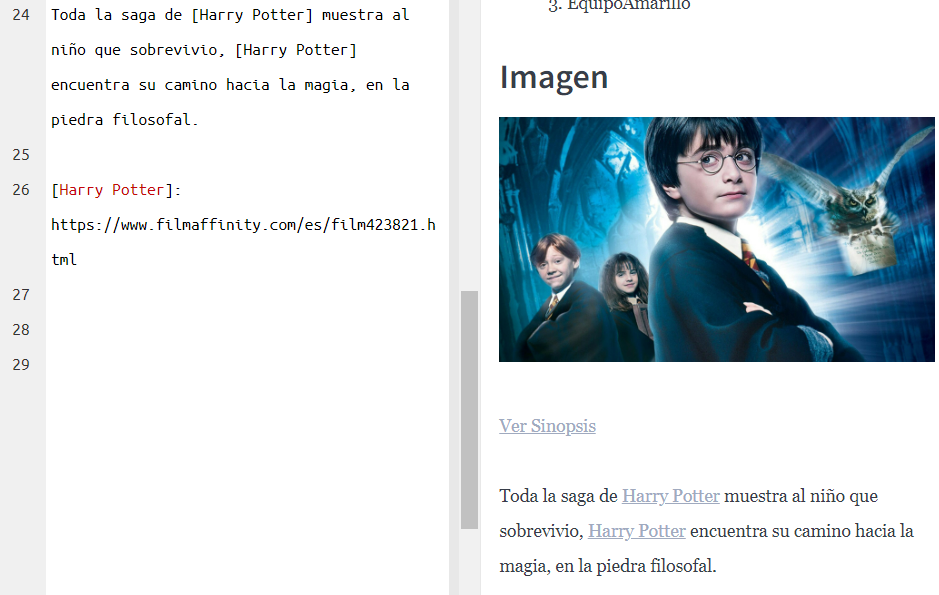 24 Toda la saga de [Harry Potter] muestra al
niño que sobrevivio, [Harry Potter]
encuentra su camino hacia la magia, en la
piedra filosofal.
25
26 [Harry Potter]:
https://www.filmaffinity.com/es/film423821.h
tml
27
28
29
3. EquipoAmarillo
Imagen
Ver Sinopsis
Toda la saga de Harry Potter muestra al niño que
sobrevivio, Harry Potter encuentra su camino hacia la
magia, en la piedra filosofal.